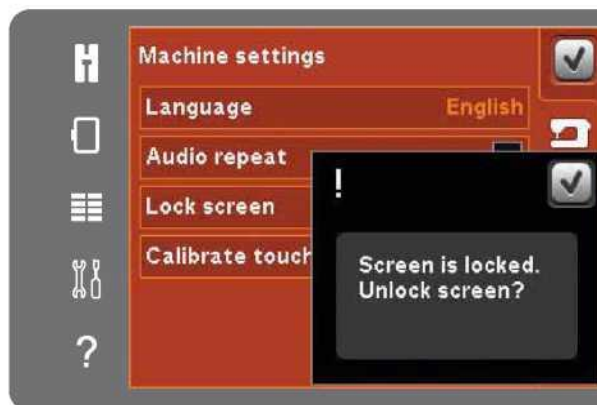 Machine settings
Language English
Audio repeat
Lock screen
Calibrate touch
!
Screen is locked.
Unlock screen?
?